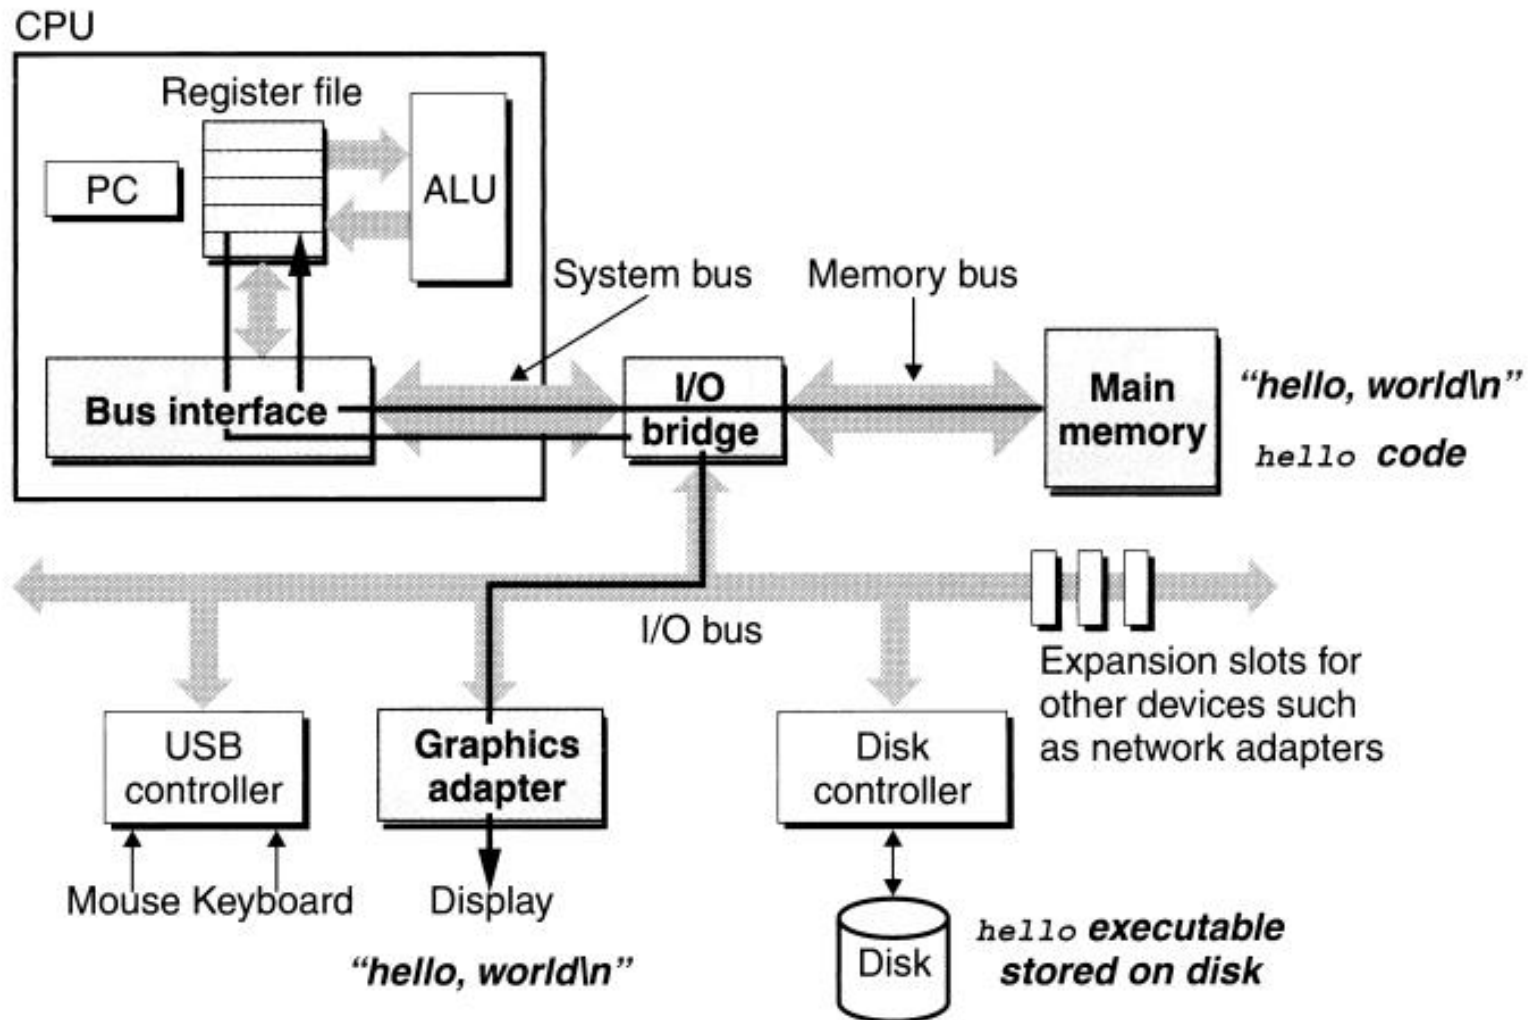 CPU
Register file
PC
ALU
System bus
Memory bus
Bus interface
I/O
bridge
Main
memory
“hello, world\n”
hello code
I/O bus
Expansion slots for
other devices such
as network adapters
USB
controller
Graphics
adapter
Disk
controller
Mouse Keyboard
Display
“hello, world\n”
Disk
hello executable
stored on disk